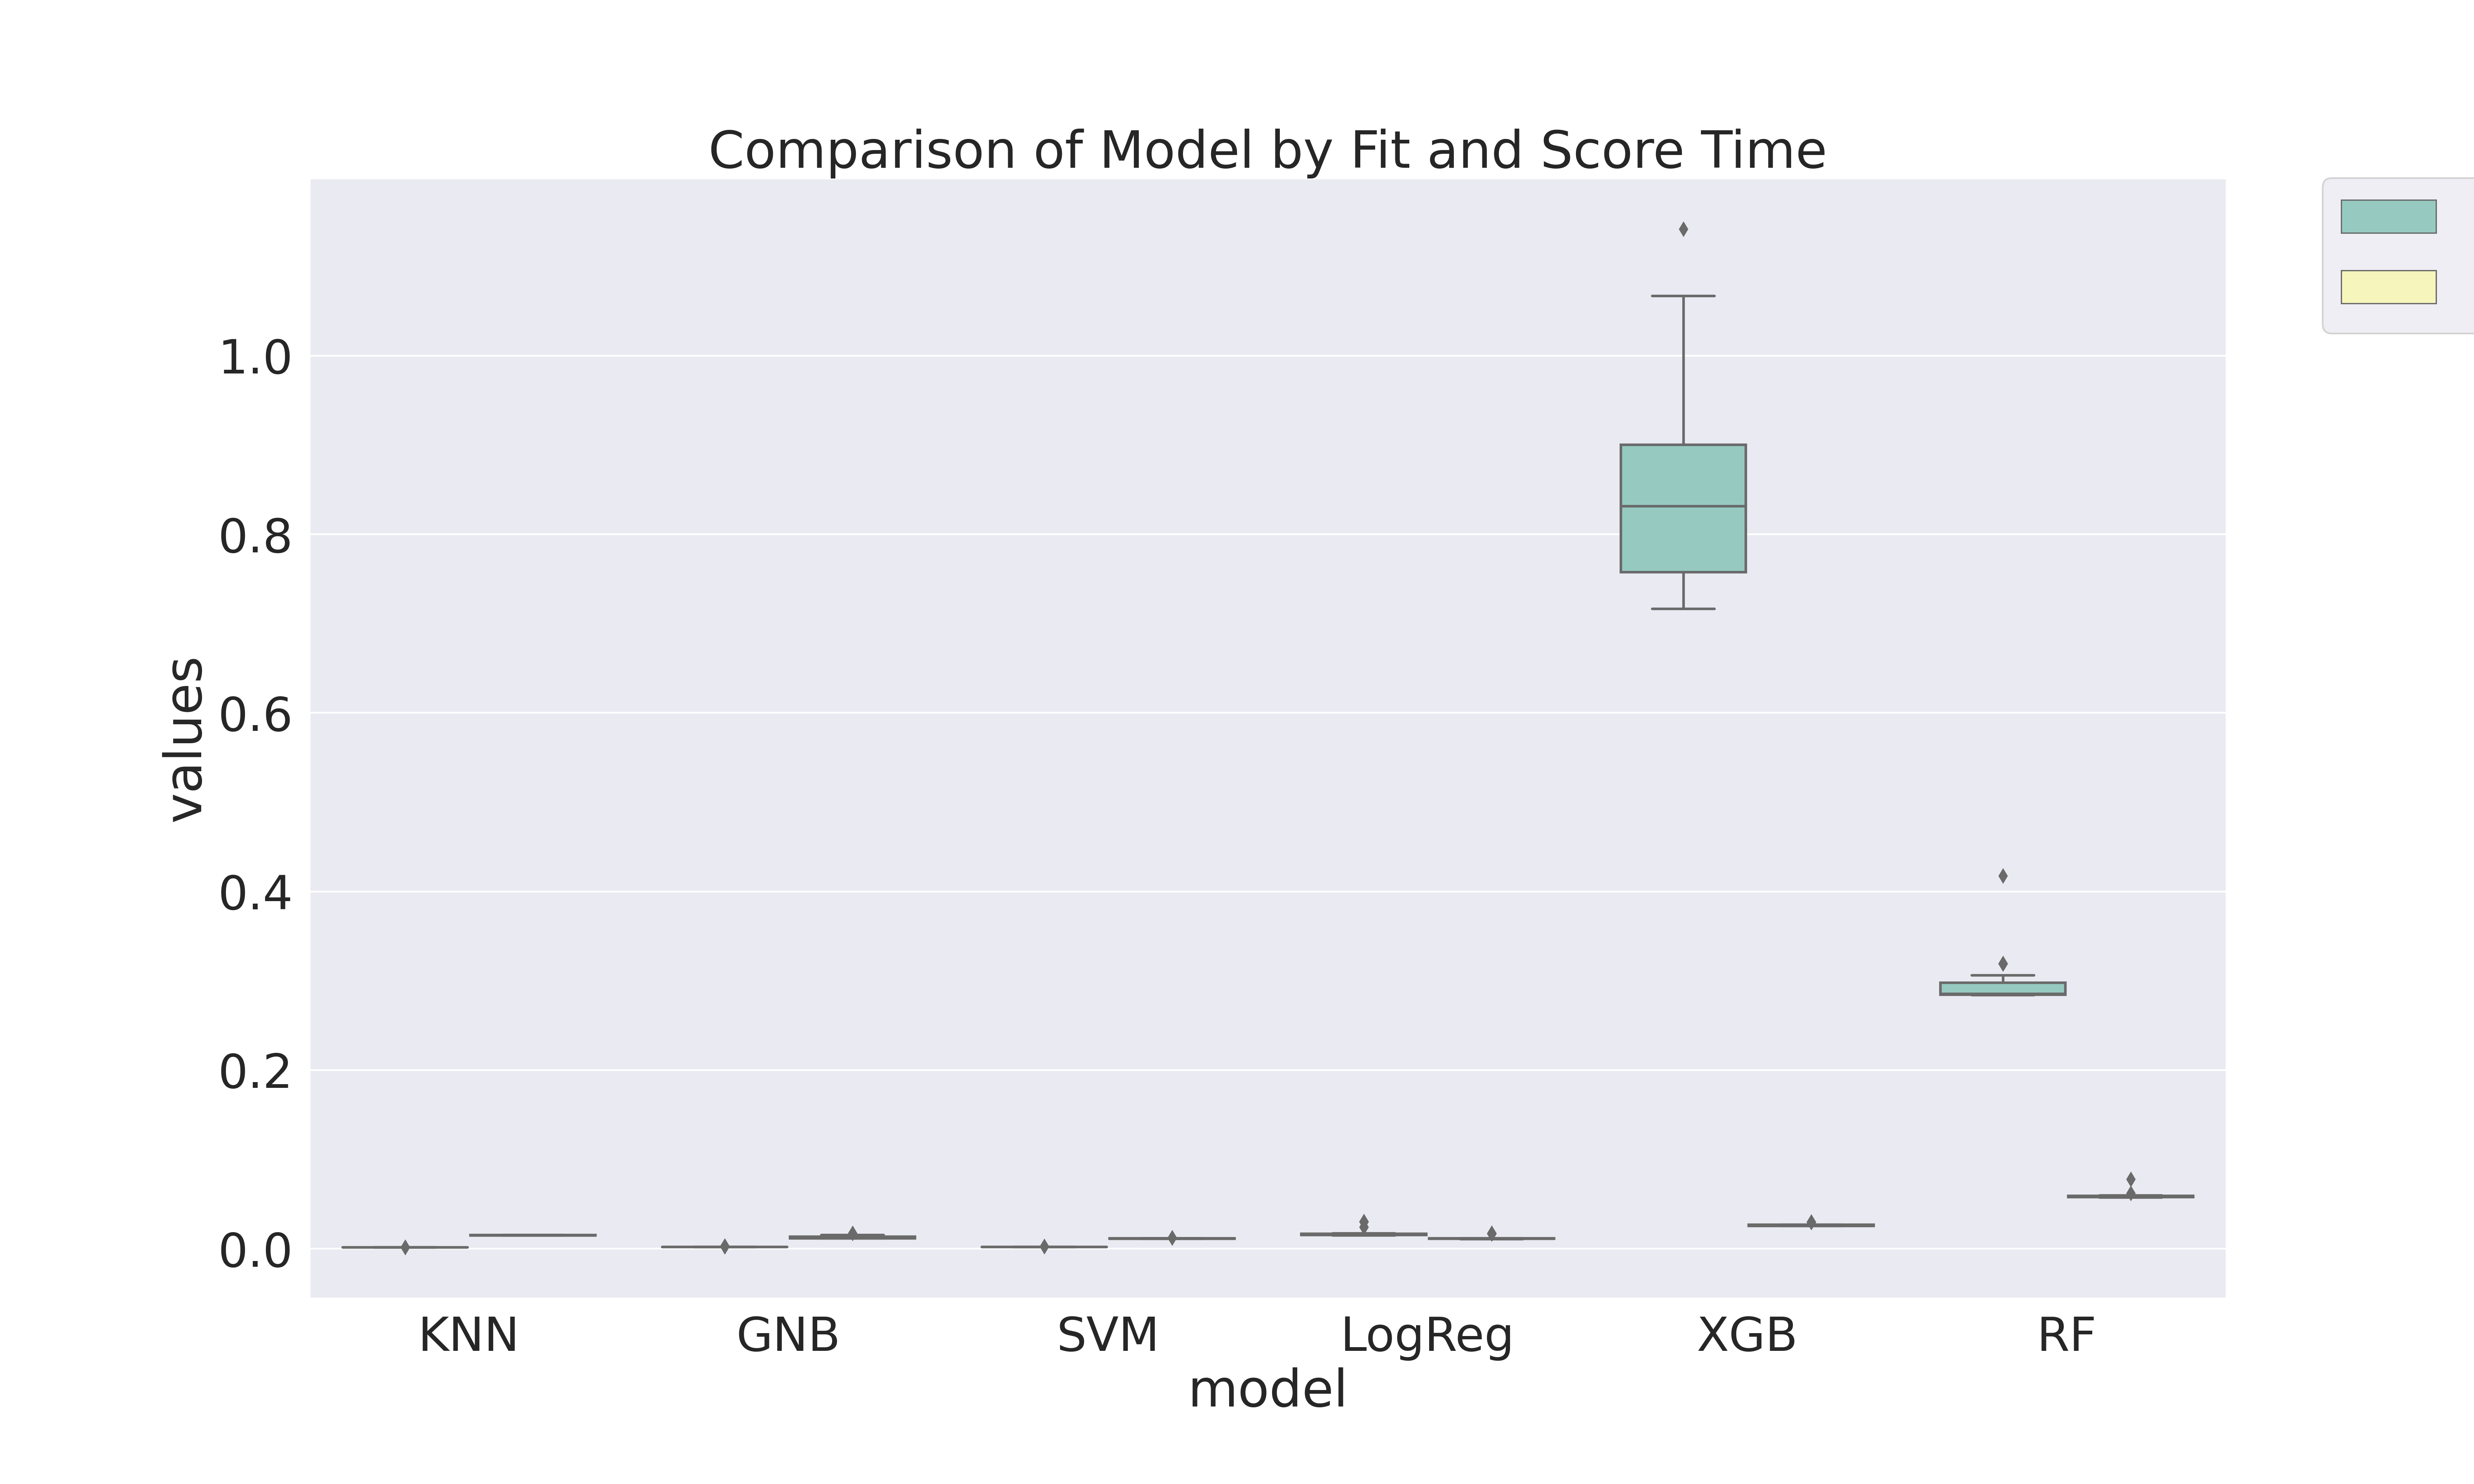 Comparison of Model by Fit and Score Time
1.0
0.8
0.6
0.4
0.2
0.0
values
KNN GNB SVM LogReg XGB RF
model